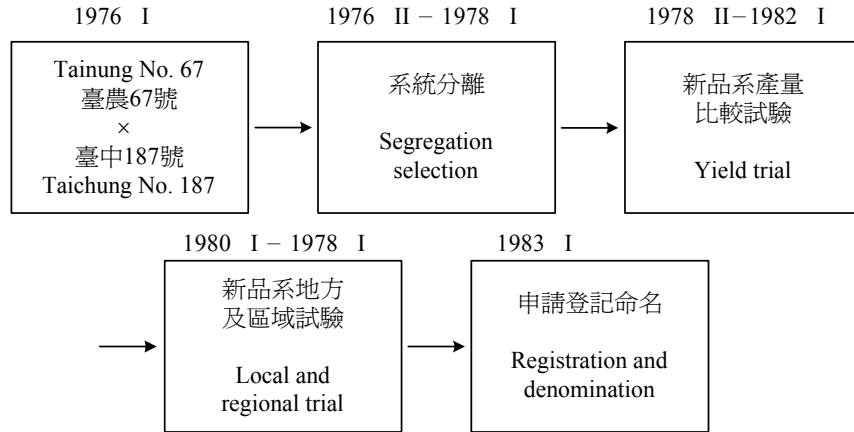 1976 I
Tainung No. 67
臺農67號
×
臺中187號
Taichung No. 187
1976 II – 1978 I
系統分離
Segregation
selection
1978 II–1982 I
新品系產量
比較試驗
Yield trial
1980 I – 1978 I
新品系地方
及區域試驗
Local and
regional trial
1983 I
申請登記命名
Registration and
denomination